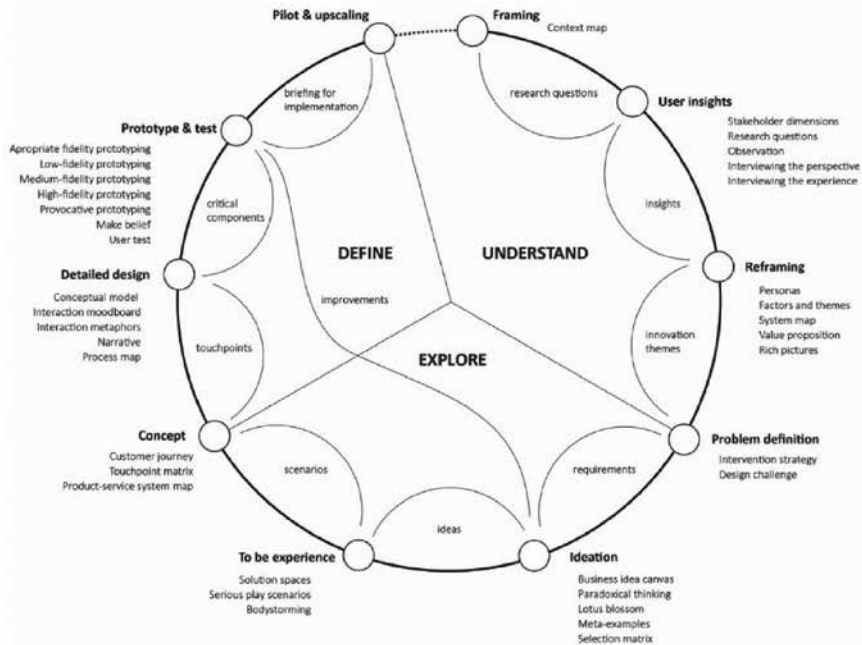 Pilot & upscaling
Framing
Context map
briefing for
implementation
research questions
Prototype & test
Apropriate fidelity prototyping
Low-fidelity prototyping
Medium-fidelity prototyping
High-fidelity prototyping
Provocative prototyping
Make belief
User test
User insights
Stakeholder dimensions
Research questions
Observation
Interviewing the perspective
Interviewing the experience
critical
components
insights
DEFINE
UNDERSTAND
Detailed design
Conceptual model
Interaction moodboard
Interaction metaphors
Narrative
Process map
improvements
Reframing
Personas
Factors and themes
System map
Value proposition
Rich pictures
touchpoints
innovation
themes
EXPLORE
Concept
Customer journey
Touchpoint matrix
Product-service system map
Problem definition
Intervention strategy
Design challenge
scenarios
requirements
ideas
To be experience
Solution spaces
Serious play scenarios
Bodystorming
Ideation
Business idea canvas
Paradoxical thinking
Lotus blossom
Meta-examples
Selection matrix